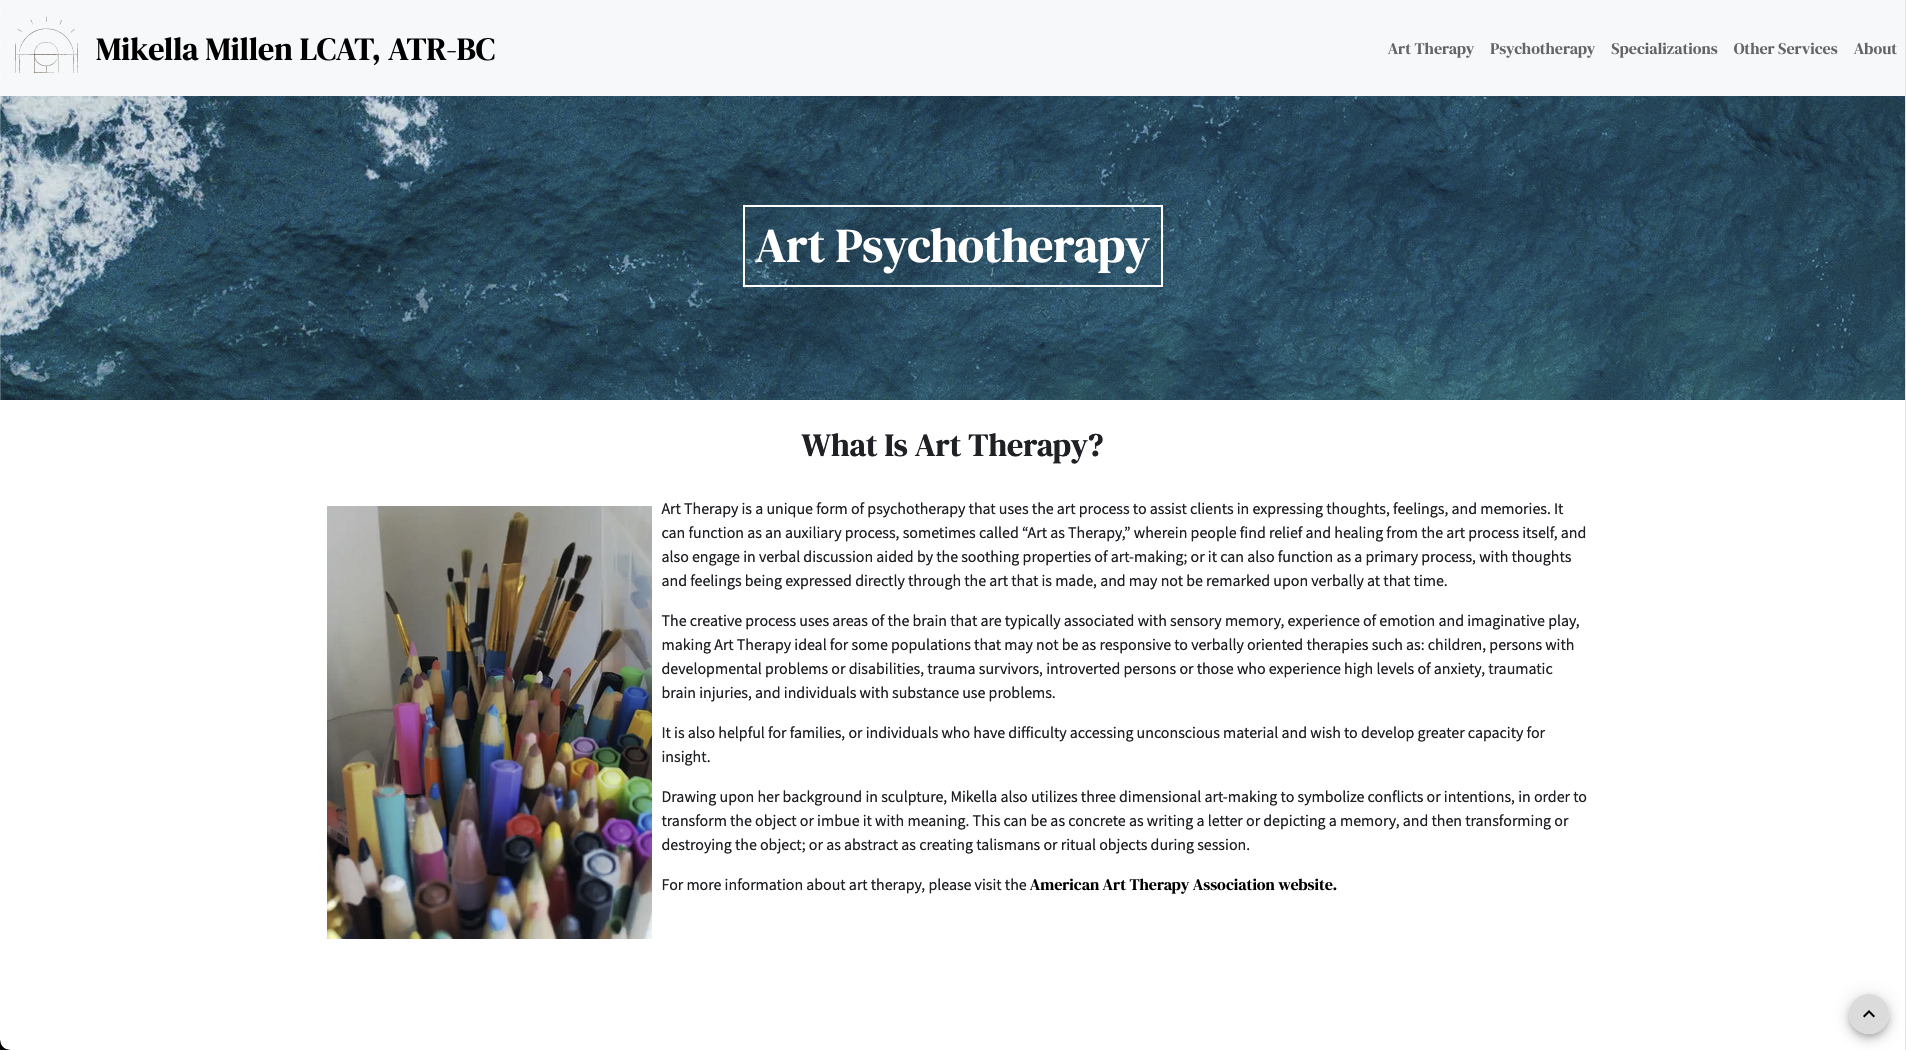 Mikella Millen LCAT, ATR-BC
Art Therapy
Psychotherapy
Specializations
Other Services
About
Art Psychotherapy
What Is Art Therapy?
Art Therapy is a unique form of psychotherapy that uses the art process to assist clients in expressing thoughts, feelings, and memories. It
can function as an auxiliary process, sometimes called “Art as Therapy,” wherein people find relief and healing from the art process itself, and
also engage in verbal discussion aided by the soothing properties of art-making; or it can also function as a primary process, with thoughts
and feelings being expressed directly through the art that is made, and may not be remarked upon verbally at that time.
The creative process uses areas of the brain that are typically associated with sensory memory, experience of emotion and imaginative play,
making Art Therapy ideal for some populations that may not be as responsive to verbally oriented therapies such as: children, persons with
developmental problems or disabilities, trauma survivors, introverted persons or those who experience high levels of anxiety, traumatic
brain injuries, and individuals with substance use problems.
It is also helpful for families, or individuals who have difficulty accessing unconscious material and wish to develop greater capacity for
insight.
Drawing upon her background in sculpture, Mikella also utilizes three dimensional art-making to symbolize conflicts or intentions, in order to
transform the object or imbue it with meaning. This can be as concrete as writing a letter or depicting a memory, and then transforming or
destroying the object; or as abstract as creating talismans or ritual objects during session.
For more information about art therapy, please visit the American Art Therapy Association website.